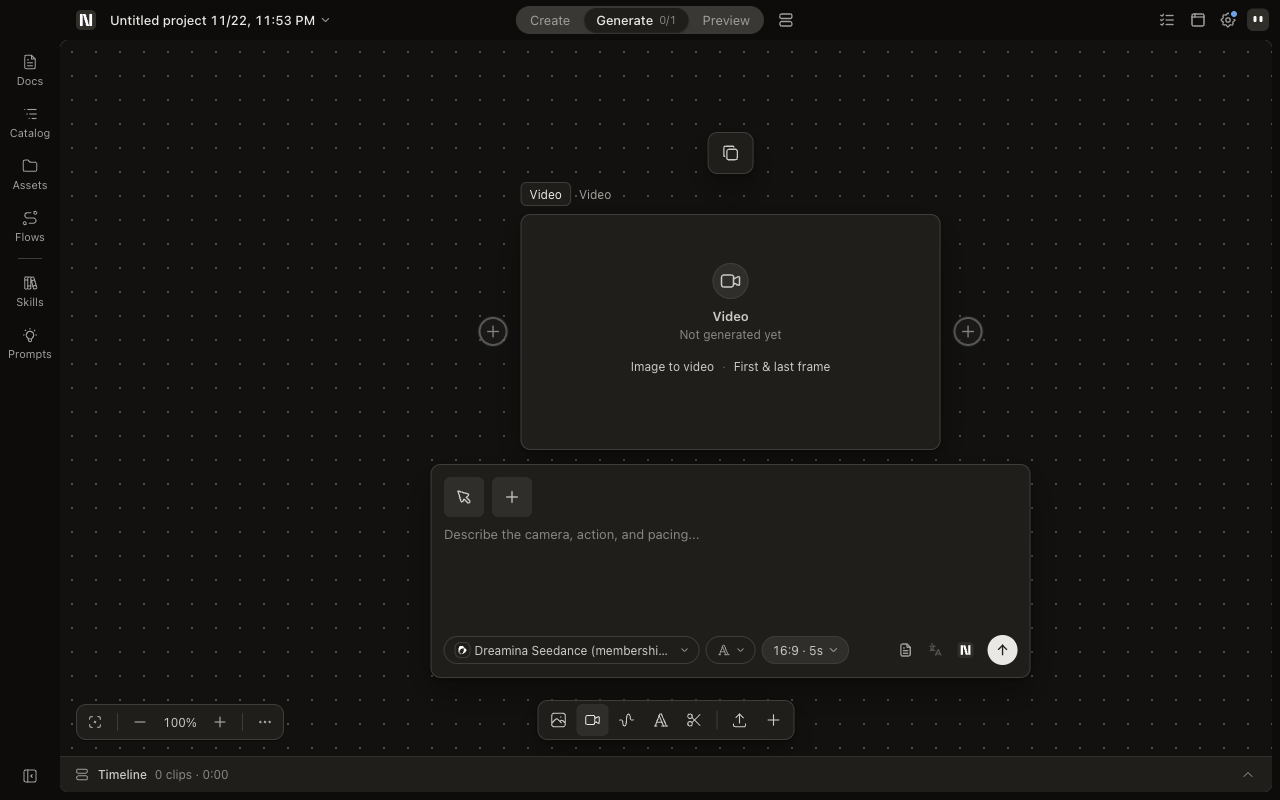 Untitled project 11/22, 11:53 PM
Create
Generate 0/1
Preview
Docs
Catalog
Assets
Flows
Skills
Prompts
Video
Video
Video
Not generated yet
Image to video · First & last frame
Describe the camera, action, and pacing...
Dreamina Seedance (membershi...
16:9 · 5s
100%
Timeline 0 clips · 0:00